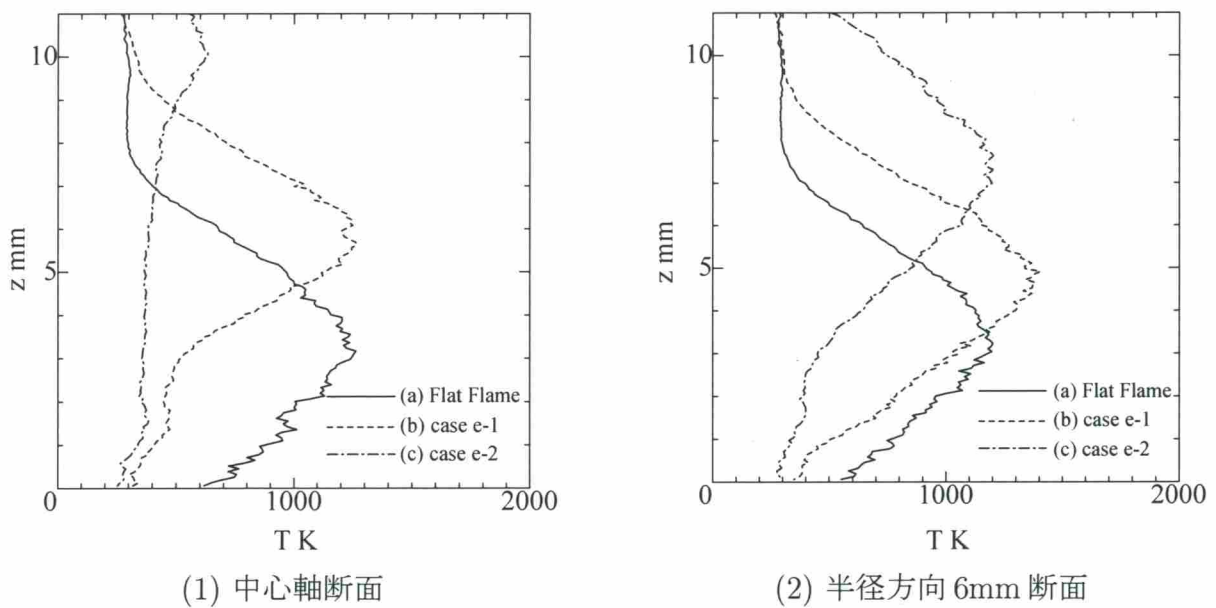 10
5
z mm
0
1000
2000
T K
(a) Flat Flame
(b) case e-1
(c) case e-2
(1) 中心軸断面
10
5
z mm
0
1000
2000
T K
(a) Flat Flame
(b) case e-1
(c) case e-2
(2) 半径方向 6mm 断面